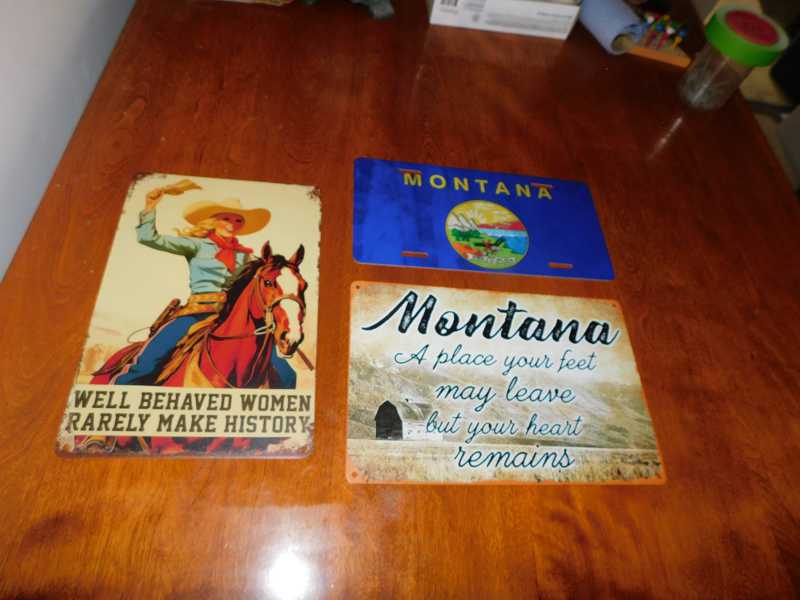 WELL BEHAVED WOMEN
RARELY MAKE HISTORY
MONTANA
Montana
A place your feet
may leave
but your heart
remains